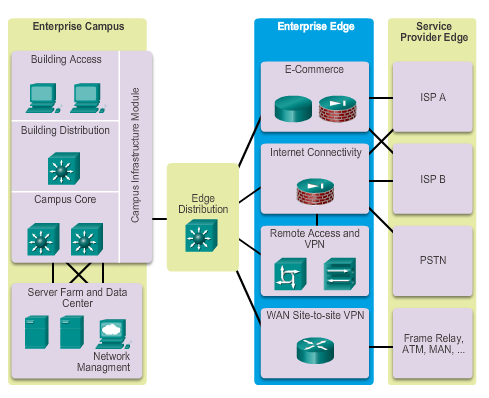 Enterprise Campus
Building Access
Building Distribution
Campus Core
Campus Infrastructure Module
Server Farm and Data
Center
Network
Managment
Edge
Distribution
Enterprise Edge
E-Commerce
Internet Connectivity
Remote Access and
VPN
WAN Site-to-site VPN
Service
Provider Edge
ISP A
ISP B
PSTN
Frame Relay,
ATM, MAN, ...